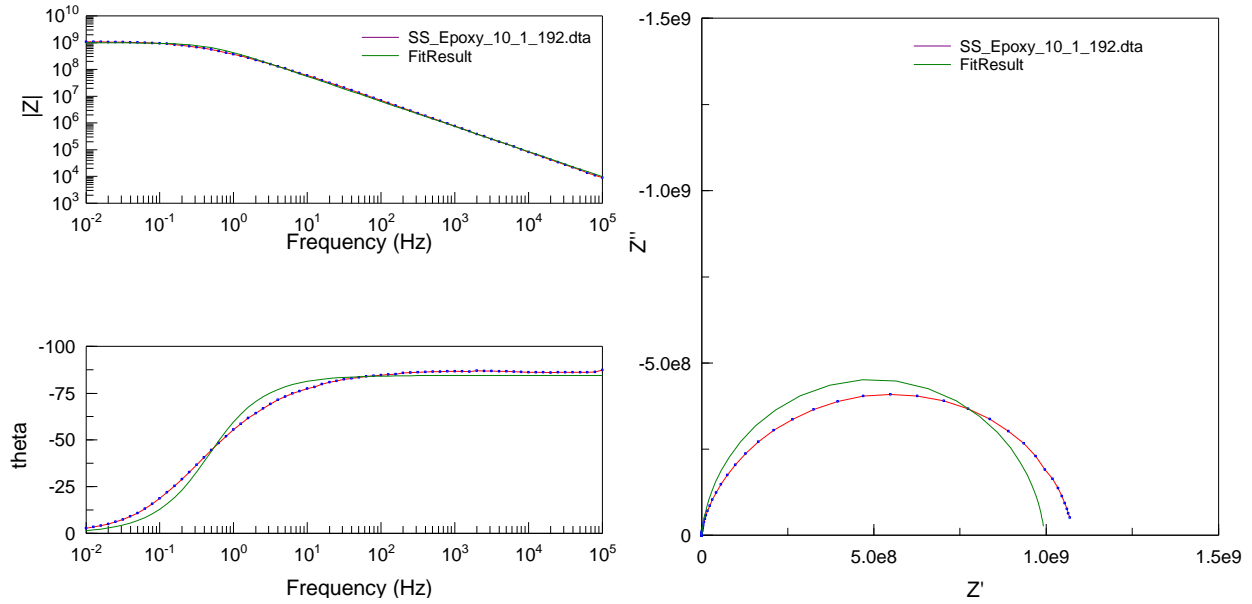 10^10
10^9
10^8
10^7
10^6
10^5
10^4
10^3
|Z|
10^-2 10^-1 10^0 10^1 10^2 10^3 10^4 10^5
Frequency (Hz)
SS_Epoxy_10_1_192.dta
FitResult
-100
-75
-50
-25
0
theta
10^-2 10^-1 10^0 10^1 10^2 10^3 10^4 10^5
Frequency (Hz)
-1.5e9
-1.0e9
-5.0e8
0
Z''
SS_Epoxy_10_1_192.dta
FitResult
0 5.0e8 1.0e9 1.5e9
Z'